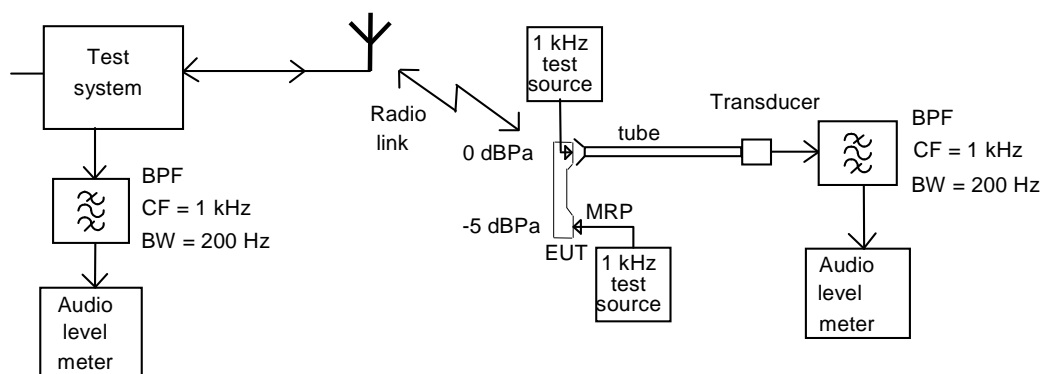 Test
system
BPF
CF = 1 kHz
BW = 200 Hz
Audio
level
meter
Radio
link
1 kHz
test
source
0 dBPa
-5 dBPa
EUT
MRP
1 kHz
test
source
tube
Transducer
BPF
CF = 1 kHz
BW = 200 Hz
Audio
level
meter